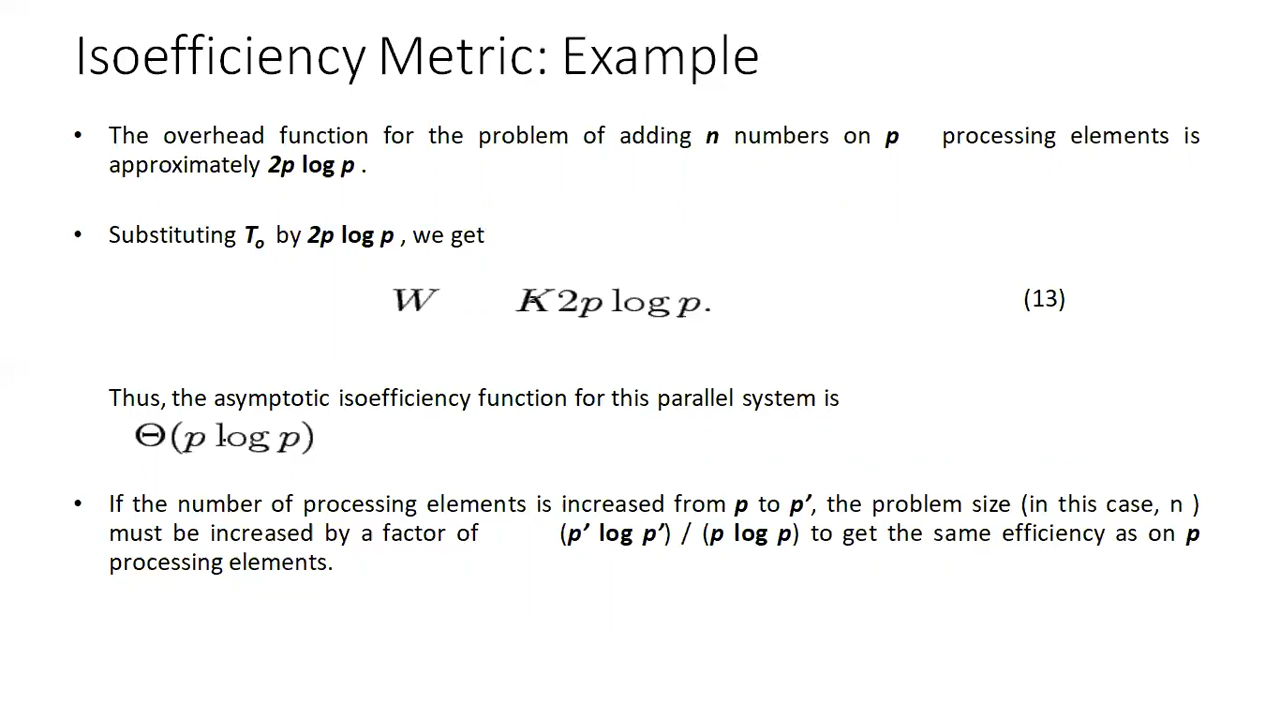 Isoefficiency Metric: Example
• The overhead function for the problem of adding n numbers on p processing elements is
approximately 2p log p .
• Substituting To by 2p log p , we get
W K2p log p. (13)
Thus, the asymptotic isoefficiency function for this parallel system is
Θ(p log p)
• If the number of processing elements is increased from p to p′, the problem size (in this case, n )
must be increased by a factor of (p′ log p′) / (p log p) to get the same efficiency as on p
processing elements.